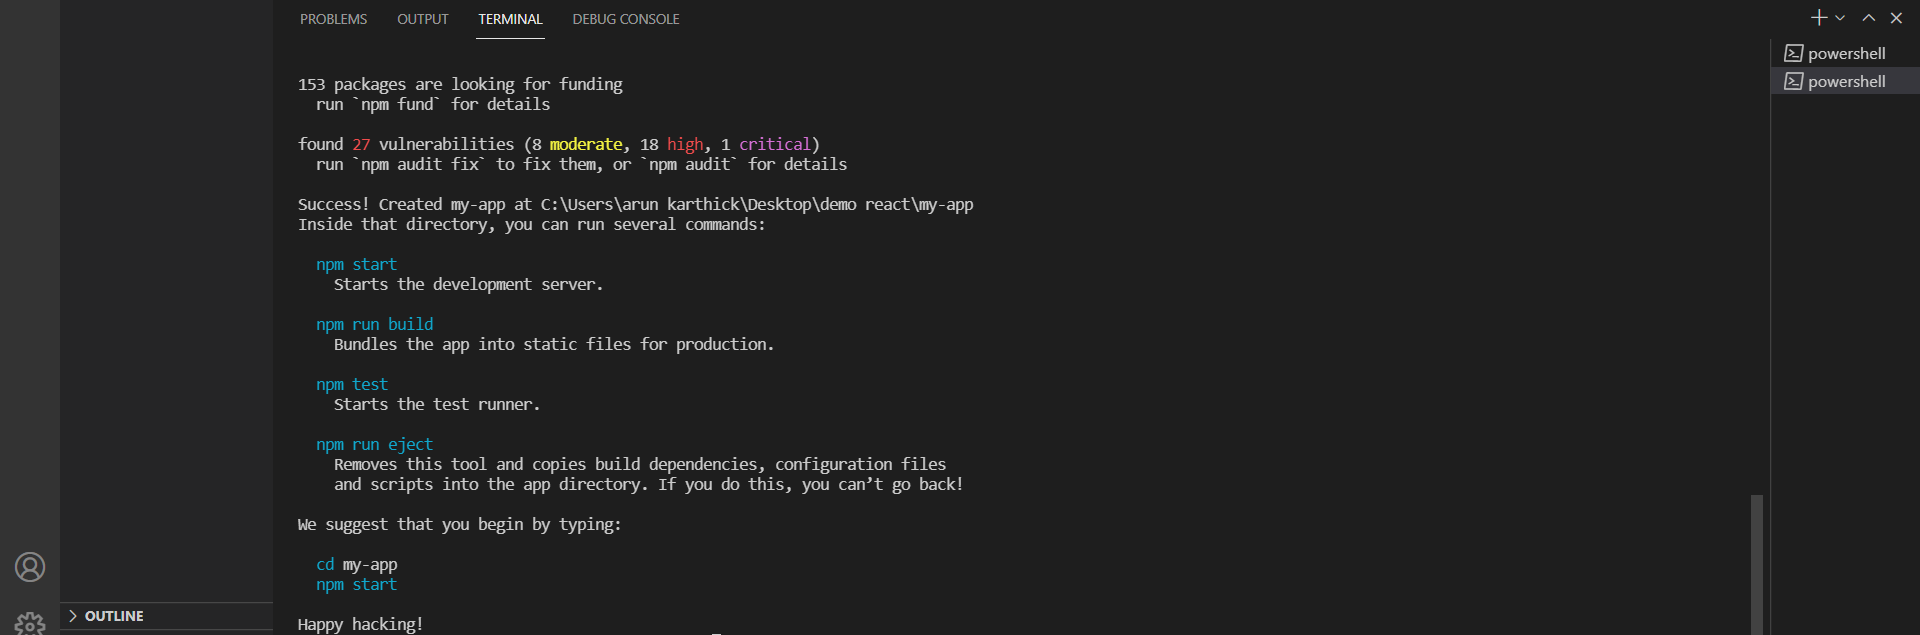 PROBLEMS OUTPUT TERMINAL DEBUG CONSOLE
powershell
powershell
153 packages are looking for funding
run `npm fund` for details
found 27 vulnerabilities (8 moderate, 18 high, 1 critical)
run `npm audit fix` to fix them, or `npm audit` for details
Success! Created my-app at C:\Users\arun karthick\Desktop\demo react\my-app
Inside that directory, you can run several commands:
npm start
Starts the development server.
npm run build
Bundles the app into static files for production.
npm test
Starts the test runner.
npm run eject
Removes this tool and copies build dependencies, configuration files
and scripts into the app directory. If you do this, you can’t go back!
We suggest that you begin by typing:
cd my-app
npm start
Happy hacking!
OUTLINE